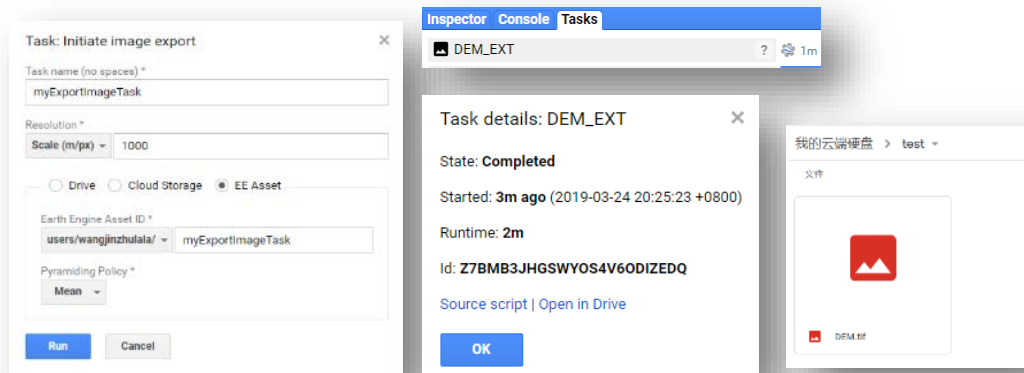 Task: Initiate image export
Task name (no spaces) *
myExportImageTask
Resolution *
Scale (m/px)
1000
Drive
Cloud Storage
EE Asset
Earth Engine Asset ID *
users/wangjinzhulala/
myExportImageTask
Pyramiding Policy *
Mean
Run
Cancel
Inspector
Console
Tasks
DEM_EXT
?
1m
Task details: DEM_EXT
State: Completed
Started: 3m ago (2019-03-24 20:25:23 +0800)
Runtime: 2m
Id: Z7BMB3JHGSWYOS4V6ODIZEDQ
Source script | Open in Drive
OK
我的云端硬盘 > test
文件
DEM.tif